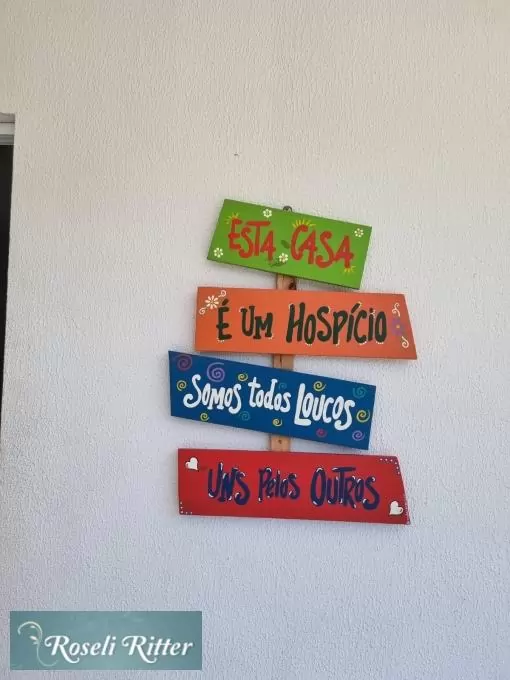 ESTA CASA
É UM HOSPÍCIO
SOMOS todos LOUCOS
UNS Pelos OUTROS
Roseli Ritter